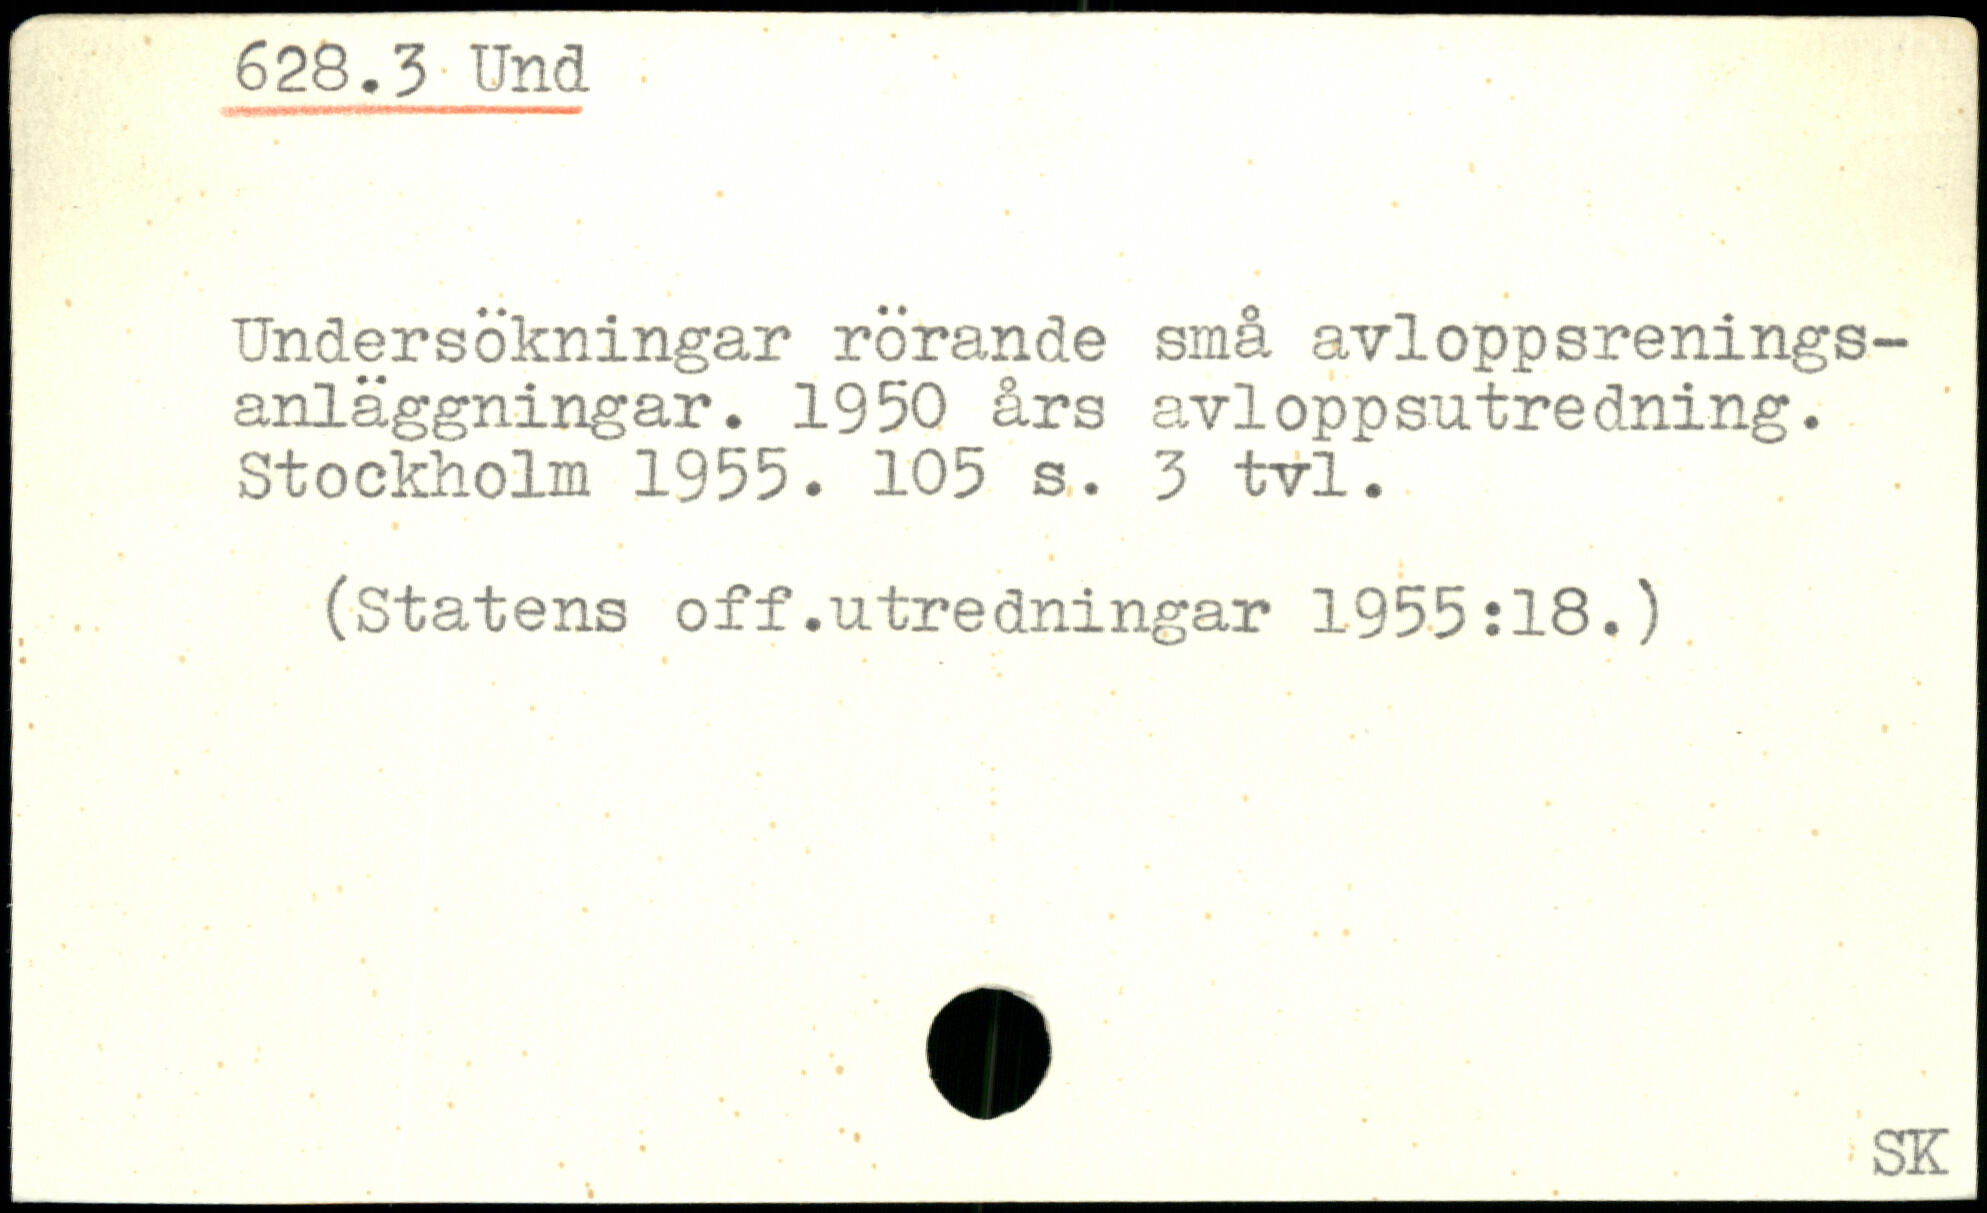 628.3 Und
Undersökningar rörande små avloppsrenings-
anläggningar. 1950 års avloppsutredning.
Stockholm 1955. 105 s. 3 tvl.
(Statens off.utredningar 1955:18.)
SK